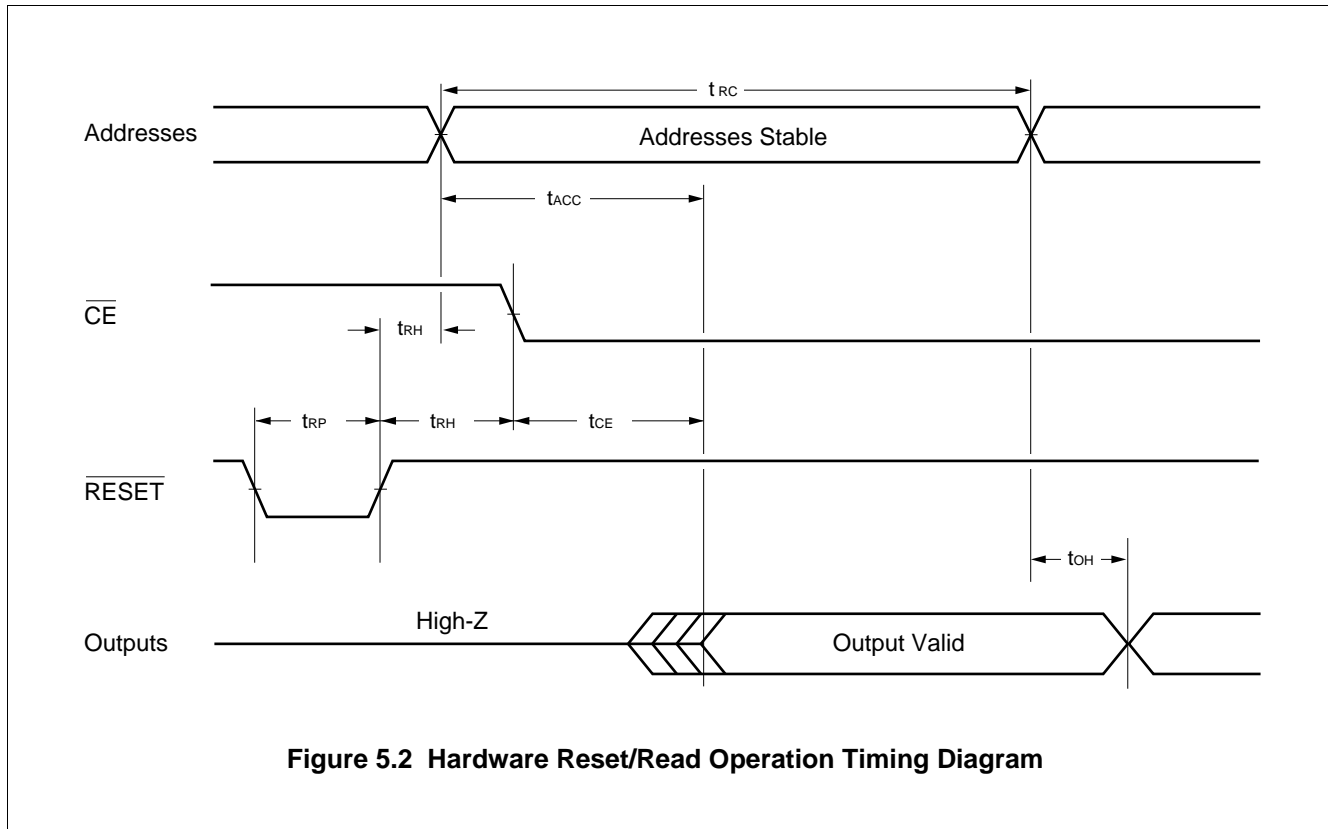 tRC
Addresses
Addresses Stable
tACC
CE
tRH
tRP
tRH
tCE
RESET
tOH
High-Z
Outputs
Output Valid
Figure 5.2 Hardware Reset/Read Operation Timing Diagram